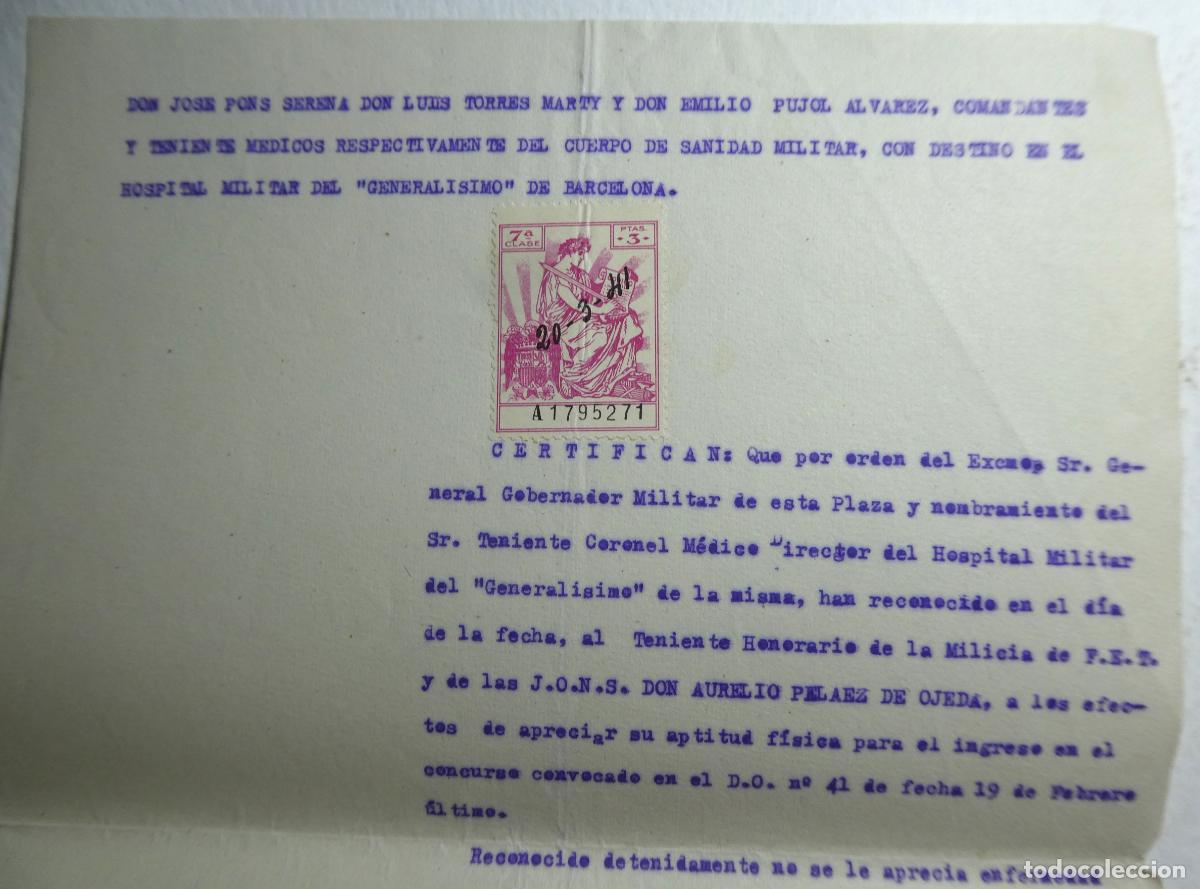 DON JOSE PONS SERENA DON LUIS TORRES MARTY Y DON EMILIO PUJOL ALVAREZ, COMANDANTES
Y TENIENTE MEDICOS RESPECTIVAMENTE DEL CUERPO DE SANIDAD MILITAR, CON DESTINO EN EL
HOSPITAL MILITAR DEL "GENERALISIMO" DE BARCELONA.
7ª CLASE
PTAS. 3
20-3-41
A1795271
CERTIFICAN: Que por orden del Excmo, Sr. Ge-
neral Gobernador Militar de esta Plaza y nombramiento del
Sr. Teniente Coronel Médico Director del Hospital Militar
del "Generalísimo" de la misma, han reconocido en el día
de la fecha, al Teniente Honorario de la Milicia de F.E.T.
y de las J.O.N.S. DON AURELIO PELAEZ DE OJEDA, a los efec-
tos de apreciar su aptitud física para el ingreso en el
concurso convocado en el D.O. nº 41 de fecha 19 de Febrero
último.
Reconocido detenidamente no se le aprecia
todocoleccion